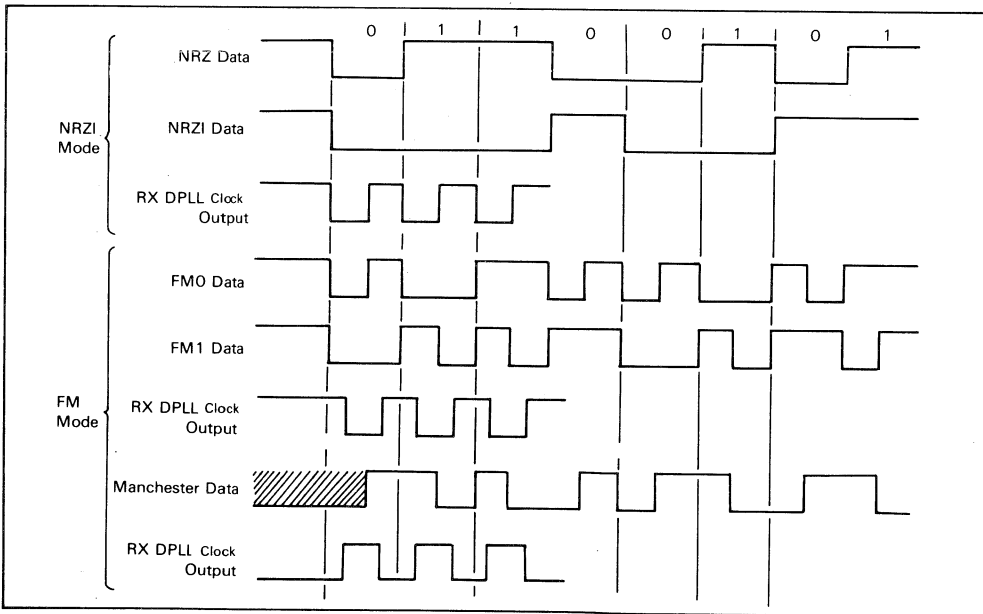 0 1 1 0 0 1 0 1
NRZ Data
NRZI Data
NRZI
Mode
RX DPLL Clock
Output
FM0 Data
FM1 Data
FM
Mode
RX DPLL Clock
Output
Manchester Data
RX DPLL Clock
Output